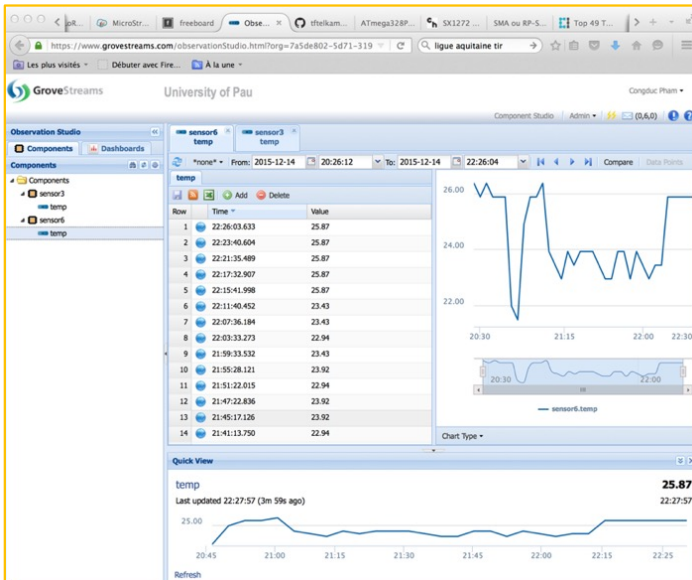 MicroStr...
freeboard
Obse...
tftelkam...
ATmega328P...
SX1272 ...
SMA ou RP-S...
Top 49 T...
https://www.grovestreams.com/observationStudio.html?org=7a5de802-5d71-319
ligue aquitaine tir
Les plus visités
Débuter avec Fire...
À la une
GroveStreams
University of Pau
Congduc Pham
Component Studio
Admin
(0,6,0)
Observation Studio
Components
Dashboards
Components
Components
sensor3
temp
sensor6
temp
sensor6
temp
sensor3
temp
*none*
From: 2015-12-14
20:26:12
To: 2015-12-14
22:26:04
Compare
Data Points
temp
Add
Delete
Row Time Value
1 22:26:03.633 25.87
2 22:23:40.604 25.87
3 22:21:35.489 25.87
4 22:17:32.907 25.87
5 22:15:41.998 25.87
6 22:11:40.452 23.43
7 22:07:36.184 23.43
8 22:03:33.273 22.94
9 21:59:33.532 23.43
10 21:55:28.121 23.92
11 21:51:22.015 22.94
12 21:47:22.836 23.92
13 21:45:17.126 23.92
14 21:41:13.750 22.94
26.00
24.00
22.00
20:30 21:15 22:00 22:30
20:30 22:00
sensor6.temp
Chart Type
Quick View
temp
25.87
Last updated 22:27:57 (3m 59s ago)
22:27:57
25.00
20:45 21:00 21:15 21:30 21:45 22:00 22:15 22:25
Refresh